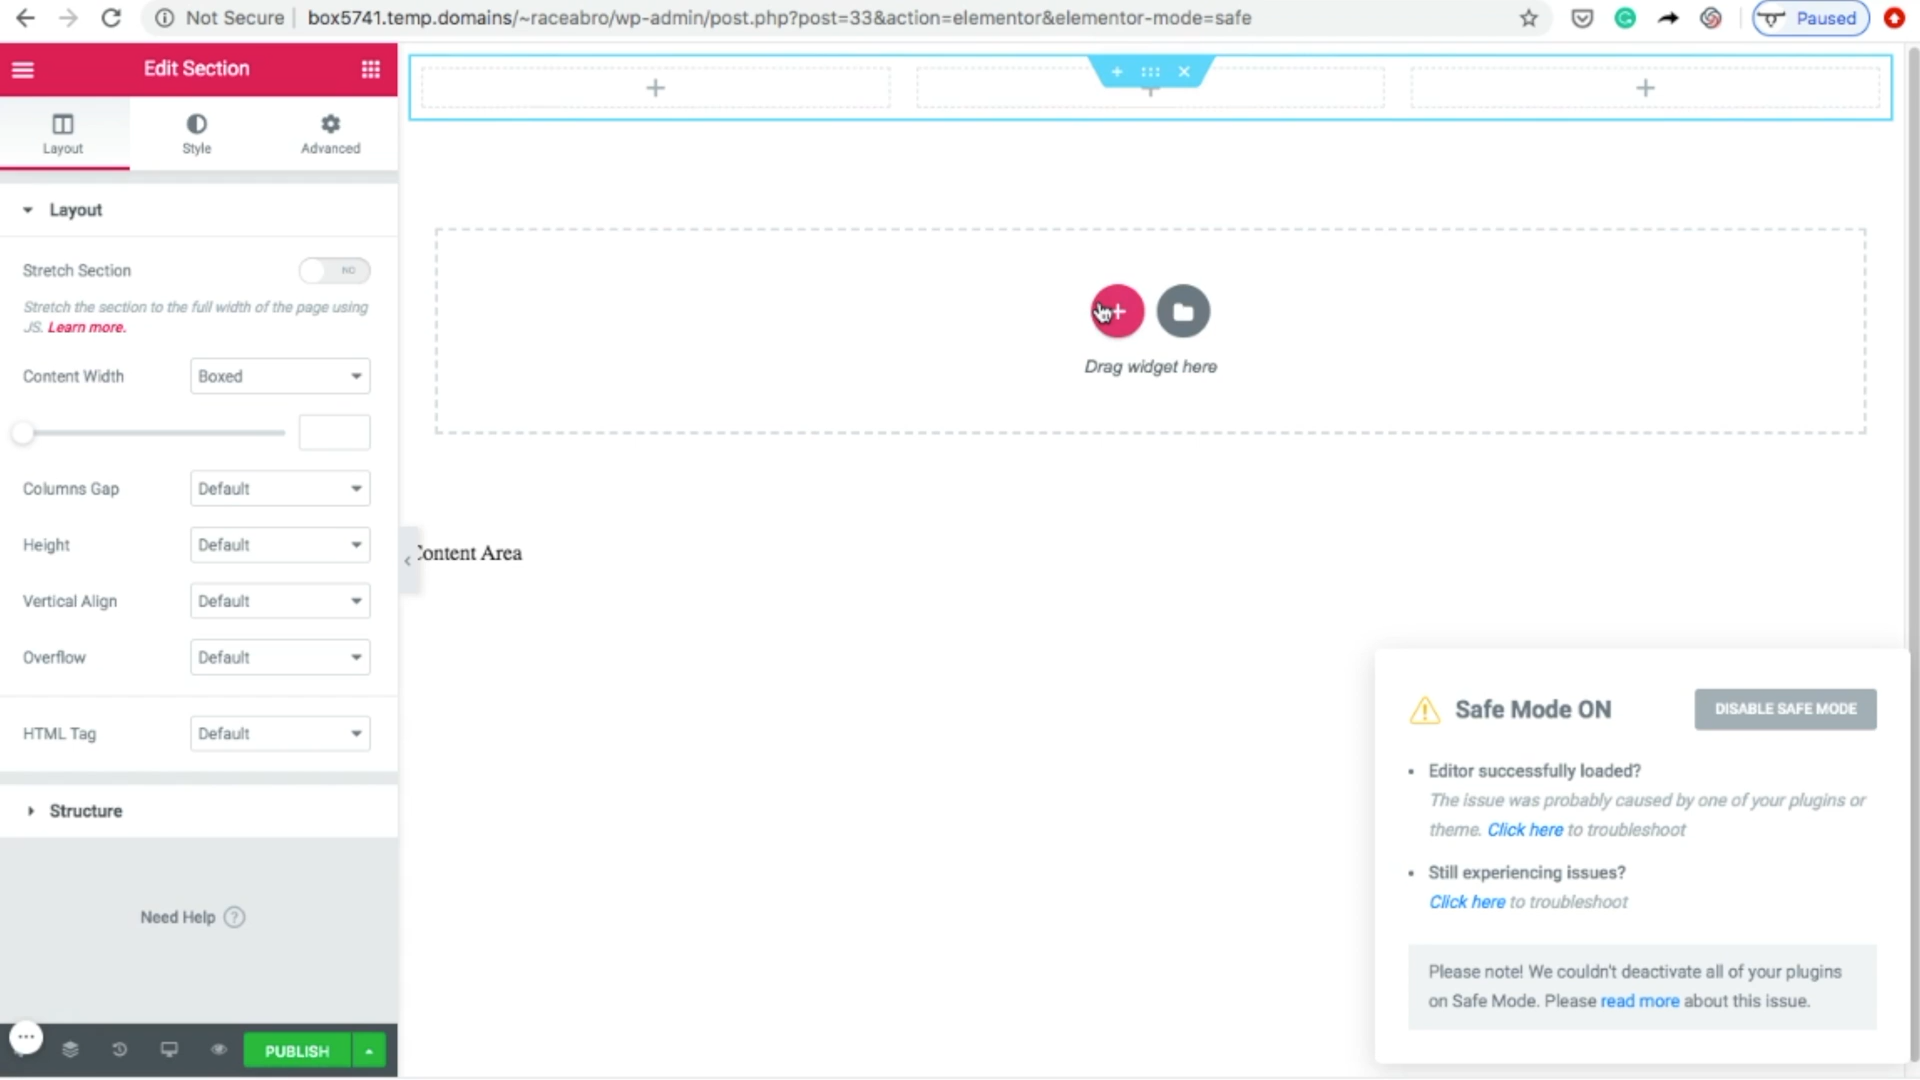 Not Secure
box5741.temp.domains/~raceabro/wp-admin/post.php?post=33&action=elementor&elementor-mode=safe
Paused
Edit Section
Layout
Style
Advanced
Layout
Stretch Section
NO
Stretch the section to the full width of the page using
JS. Learn more.
Content Width
Boxed
Columns Gap
Default
Height
Default
Vertical Align
Default
Overflow
Default
HTML Tag
Default
Structure
Need Help
PUBLISH
Drag widget here
Content Area
Safe Mode ON
DISABLE SAFE MODE
• Editor successfully loaded?
The issue was probably caused by one of your plugins or
theme. Click here to troubleshoot
• Still experiencing issues?
Click here to troubleshoot
Please note! We couldn't deactivate all of your plugins
on Safe Mode. Please read more about this issue.